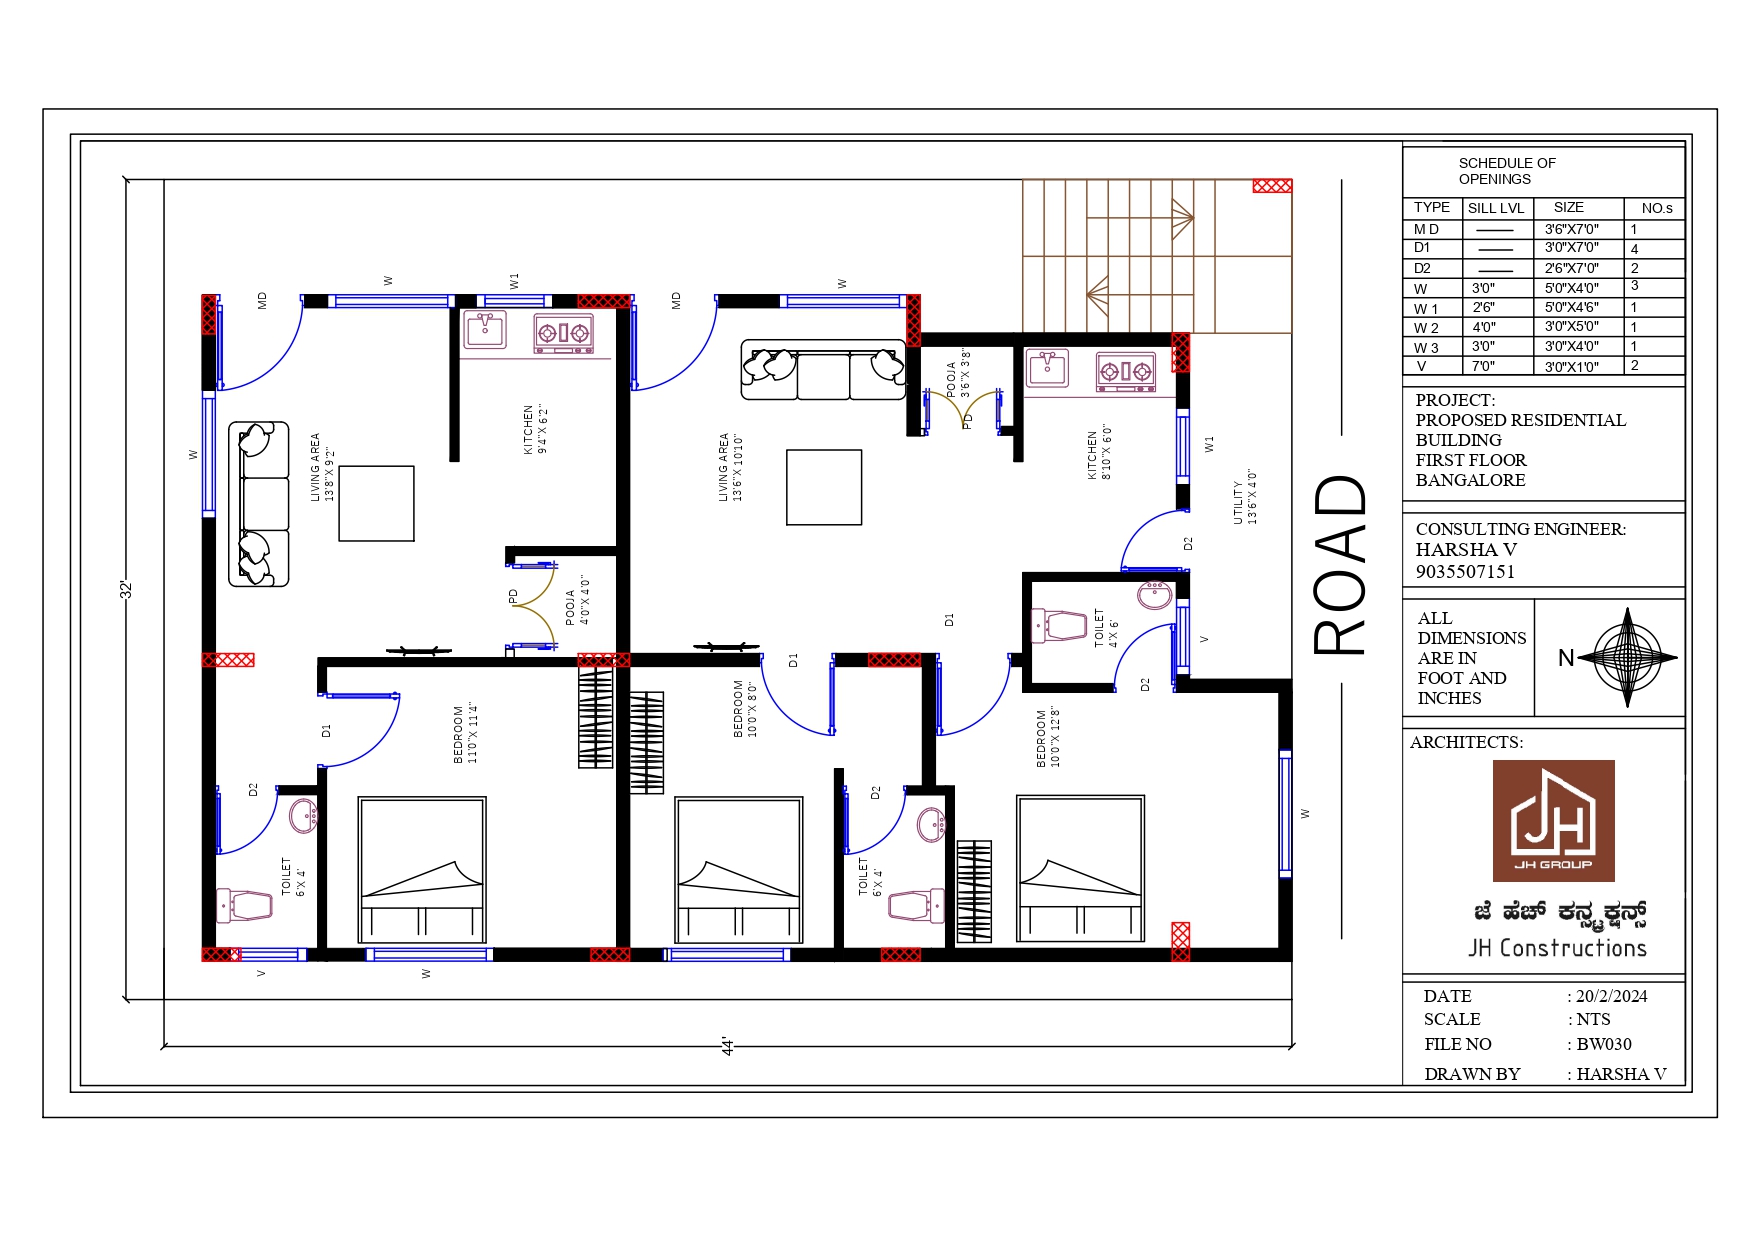 SCHEDULE OF
OPENINGS
TYPE SILL LVL SIZE NO.s
M D 3'6"X7'0" 1
D1 3'0"X7'0" 4
D2 2'6"X7'0" 2
W 3'0" 5'0"X4'0" 3
W 1 2'6" 5'0"X4'6" 1
W 2 4'0" 3'0"X5'0" 1
W 3 3'0" 3'0"X4'0" 1
V 7'0" 3'0"X1'0" 2
PROJECT:
PROPOSED RESIDENTIAL
BUILDING
FIRST FLOOR
BANGALORE
CONSULTING ENGINEER:
HARSHA V
9035507151
ALL
DIMENSIONS
ARE IN
FOOT AND
INCHES
N
ARCHITECTS:
JH
JH GROUP
ಜೆ ಹೆಚ್ ಕನ್ಸ್ಟ್ರಕ್ಷನ್ಸ್
JH Constructions
DATE : 20/2/2024
SCALE : NTS
FILE NO : BW030
DRAWN BY : HARSHA V
32'
44'
ROAD
MD
W
W1
MD
W
W
LIVING AREA
13'8"X 9'2"
KITCHEN
9'4"X 6'2"
PD
POOJA
4'0"X 4'0"
LIVING AREA
13'6"X 10'10"
POOJA
3'6"X 3'8"
PD
KITCHEN
8'10"X 6'0"
W1
UTILITY
13'6"X 4'0"
D2
D1
TOILET
4'X 6'
V
D2
D1
D1
BEDROOM
11'0"X 11'4"
BEDROOM
10'0"X 8'0"
BEDROOM
10'0"X 12'8"
D2
D2
TOILET
6'X 4'
TOILET
6'X 4'
W
V
W